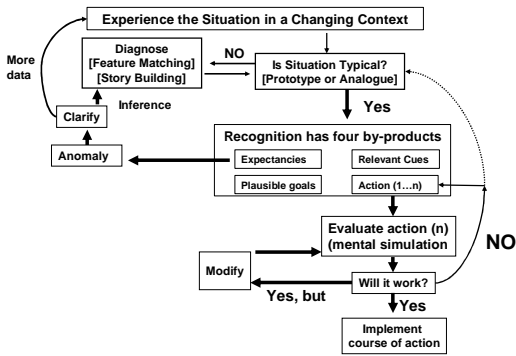 Experience the Situation in a Changing Context
More
data
Diagnose
[Feature Matching]
[Story Building]
NO
Is Situation Typical?
[Prototype or Analogue]
Inference
Clarify
Yes
Anomaly
Recognition has four by-products
Expectancies
Relevant Cues
Plausible goals
Action (1…n)
Evaluate action (n)
(mental simulation
NO
Modify
Will it work?
Yes, but
Yes
Implement
course of action